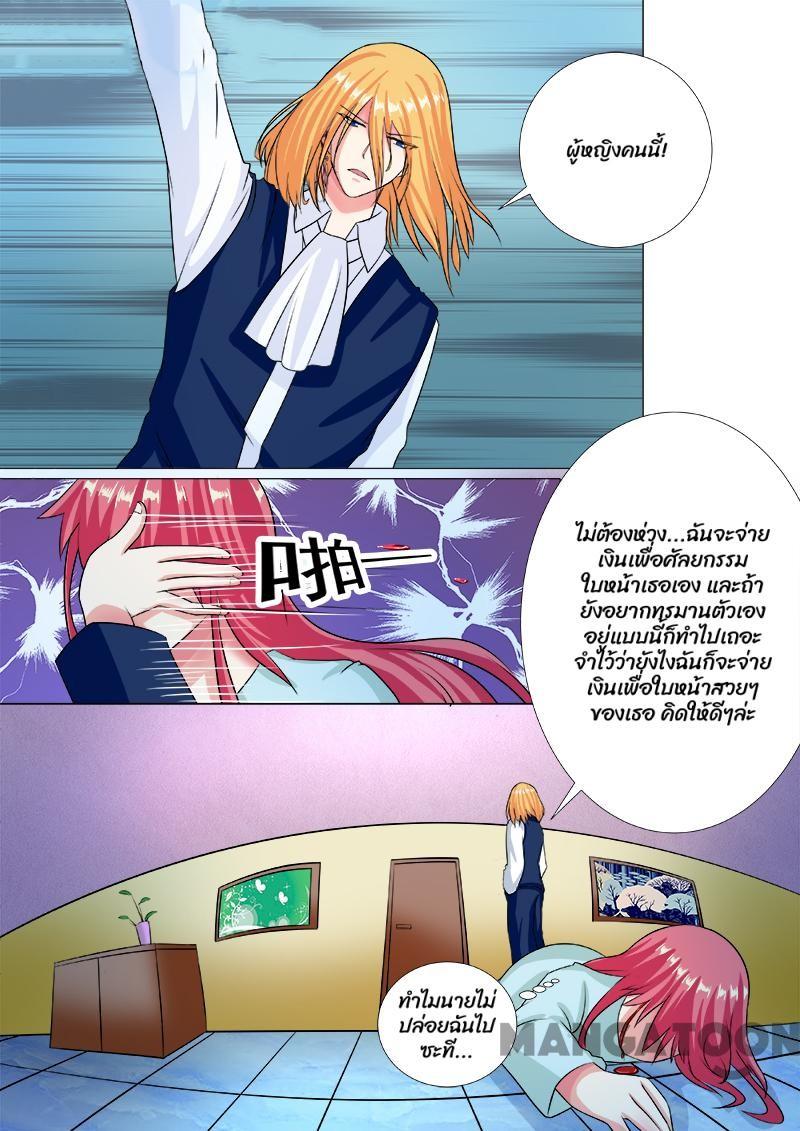 ผู้หญิงคนนี้!
ไม่ต้องห่วง...ฉันจะจ่าย
เงินเพื่อศัลยกรรม
ใบหน้าเธอเอง และถ้า
ยังอยากทรมานตัวเอง
อยู่แบบนี้ก็ทำไปเถอะ
จำไว้ว่ายังไงฉันก็จะจ่าย
เงินเพื่อใบหน้าสวยๆ
ของเธอ คิดให้ดีๆล่ะ
啪—
ทำไมนายไม่
ปล่อยฉันไป
ซะที...
MANGATOON